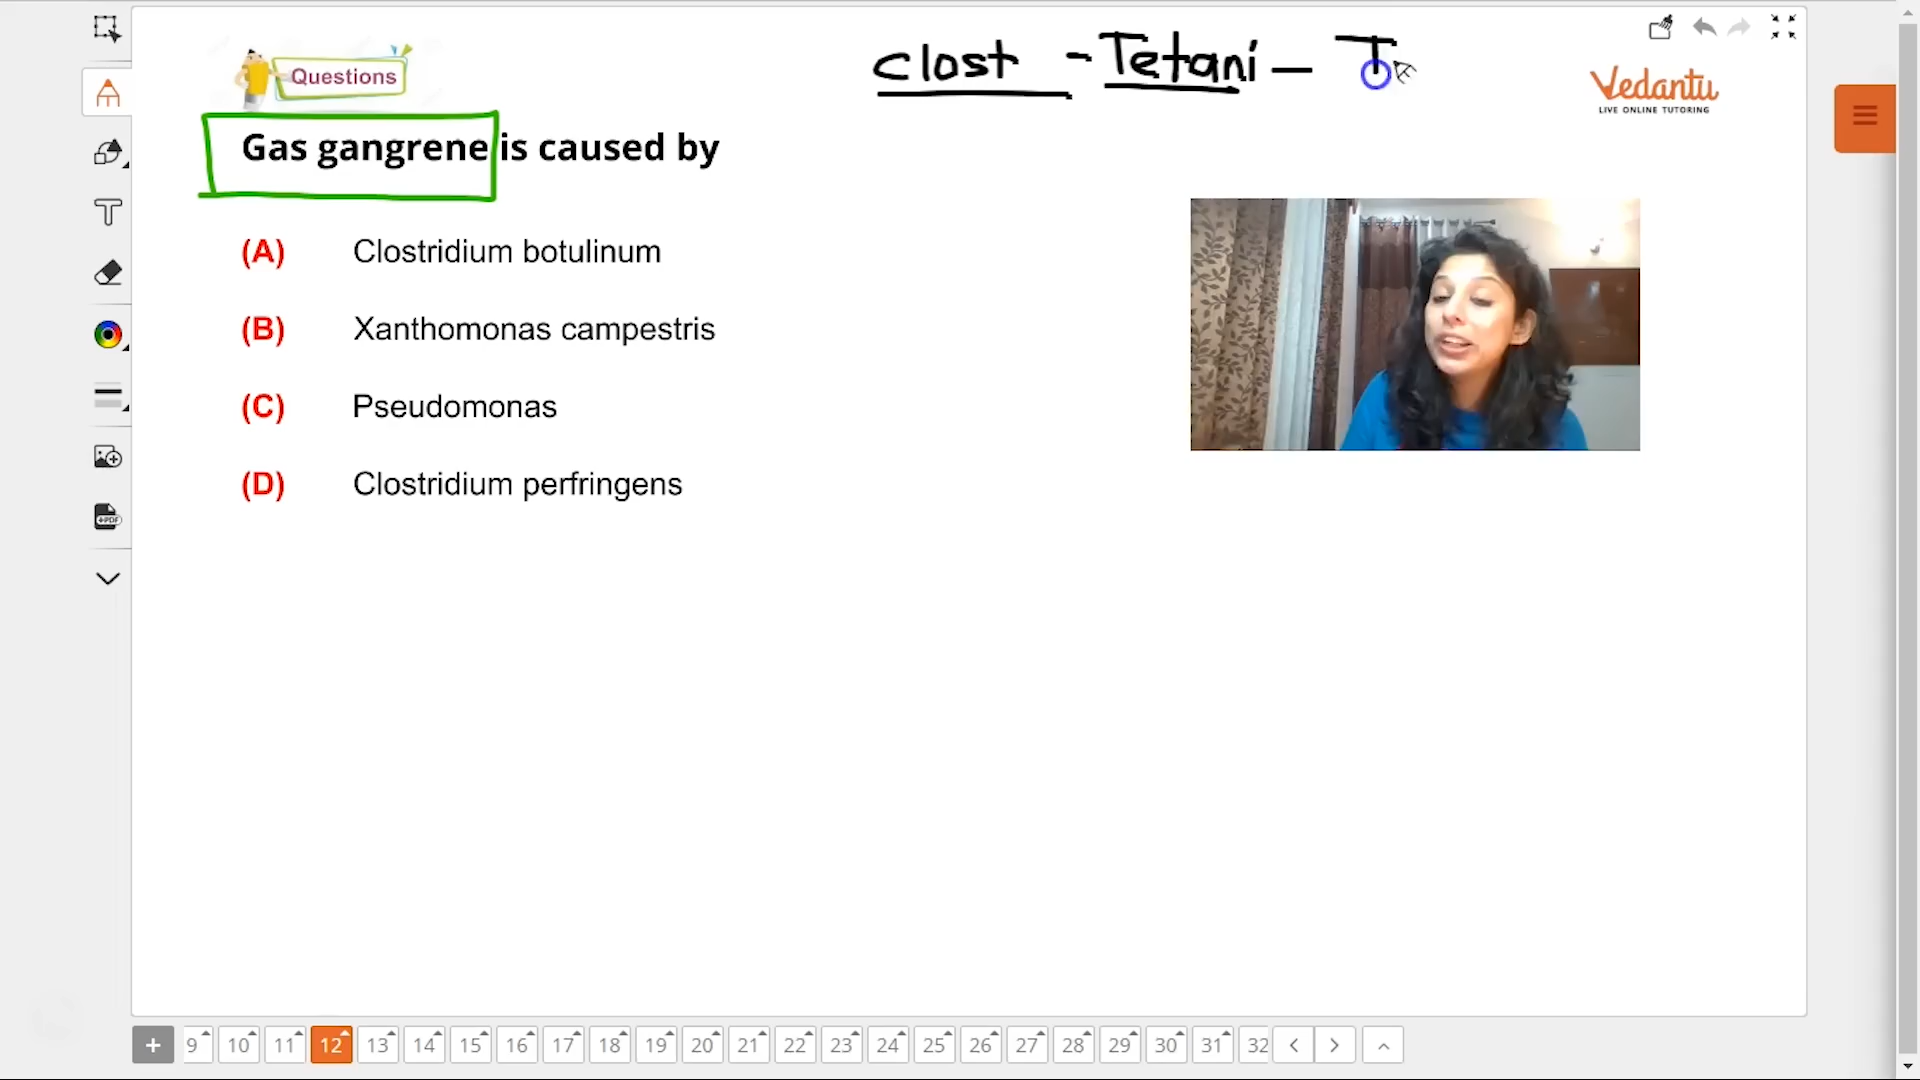 clost - Tetani - T
Questions
Vedantu
LIVE ONLINE TUTORING
Gas gangrene is caused by
(A) Clostridium botulinum
(B) Xanthomonas campestris
(C) Pseudomonas
(D) Clostridium perfringens
PDF
+ 9 10 11 12 13 14 15 16 17 18 19 20 21 22 23 24 25 26 27 28 29 30 31 32